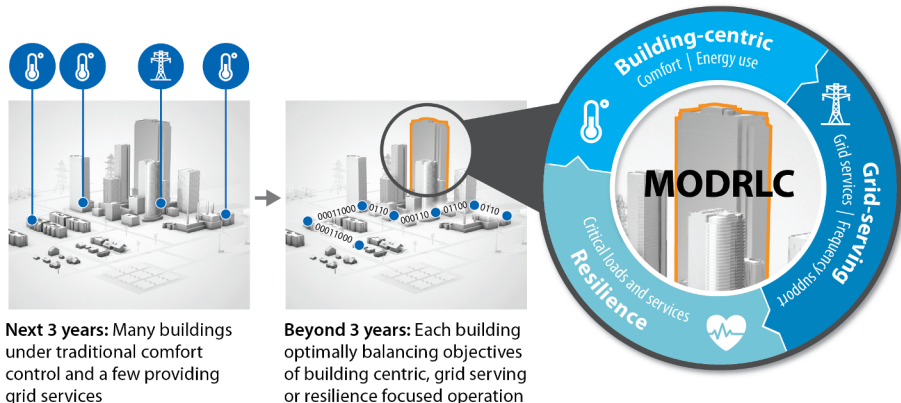 Building-centric
Comfort | Energy use
MODRLC
Grid-serving
Grid services | Frequency support
Critical loads and services
Resilience
00011000
0110
000110
01100
0110
00011000
Next 3 years: Many buildings
under traditional comfort
control and a few providing
grid services
Beyond 3 years: Each building
optimally balancing objectives
of building centric, grid serving
or resilience focused operation